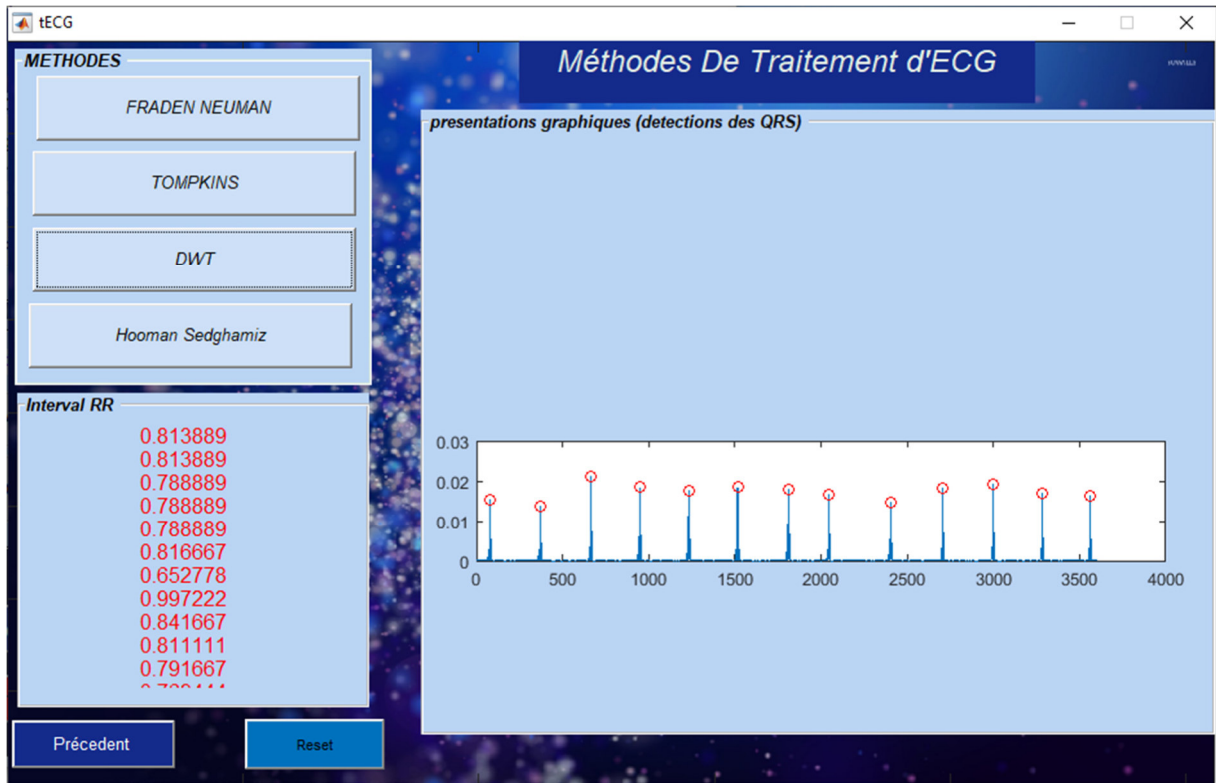 tECG
METHODES
FRADEN NEUMAN
TOMPKINS
DWT
Hooman Sedghamiz
Interval RR
0.813889
0.813889
0.788889
0.788889
0.788889
0.816667
0.652778
0.997222
0.841667
0.811111
0.791667
Précedent
Reset
Méthodes De Traitement d'ECG
presentations graphiques (detections des QRS)
0.03
0.02
0.01
0
0 500 1000 1500 2000 2500 3000 3500 4000